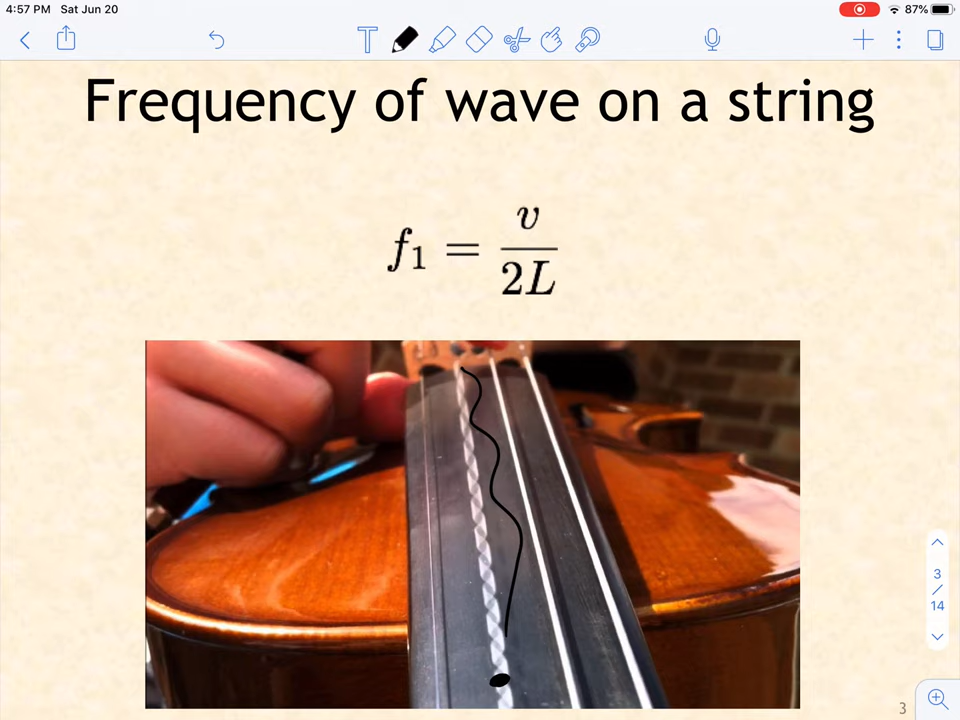 4:57 PM Sat Jun 20
87%
T
Frequency of wave on a string
f₁ = v / 2L
3
/
14
3